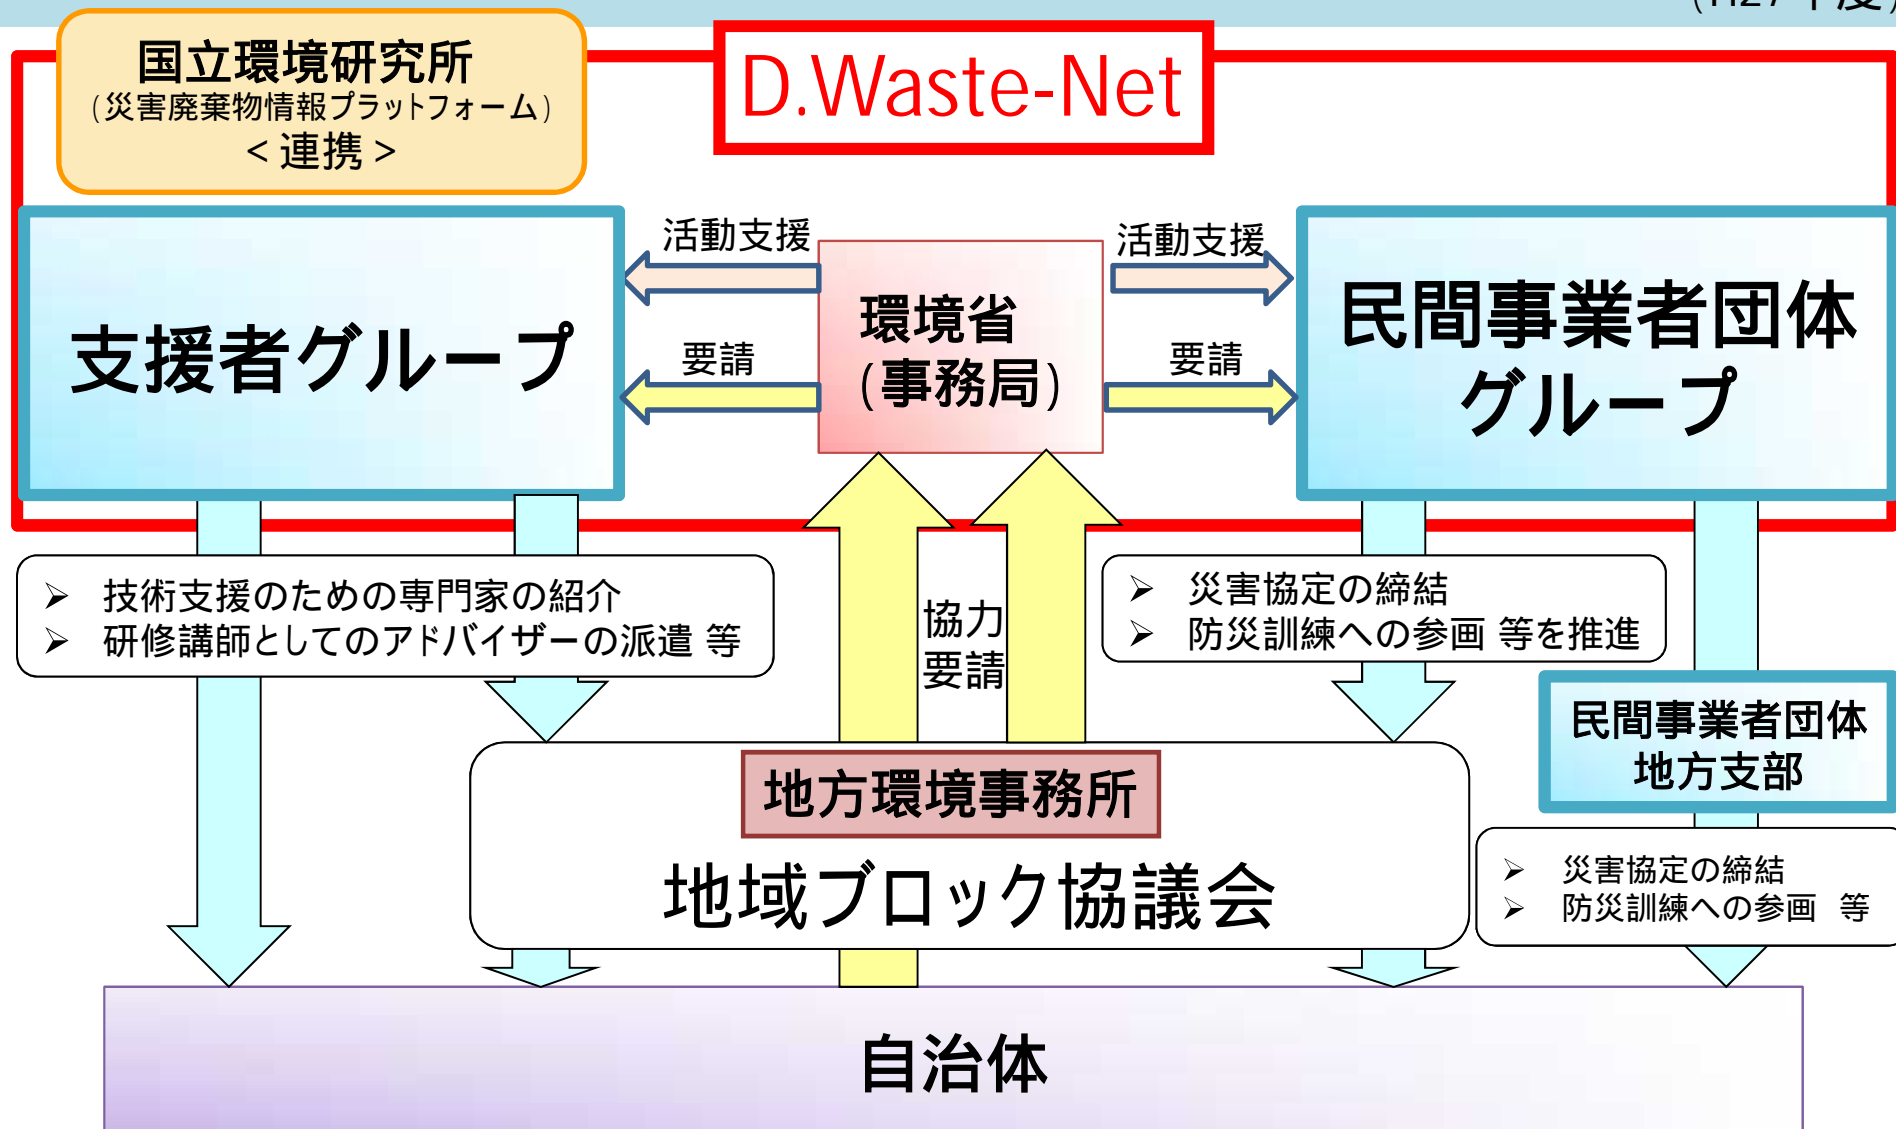 国立環境研究所
(災害廃棄物情報プラットフォーム)
<連携>
D.Waste-Net
支援者グループ
活動支援
要請
環境省
(事務局)
活動支援
要請
民間事業者団体
グループ
➢ 技術支援のための専門家の紹介
➢ 研修講師としてのアドバイザーの派遣 等
協力
要請
➢ 災害協定の締結
➢ 防災訓練への参画 等を推進
民間事業者団体
地方支部
地方環境事務所
地域ブロック協議会
➢ 災害協定の締結
➢ 防災訓練への参画 等
自治体